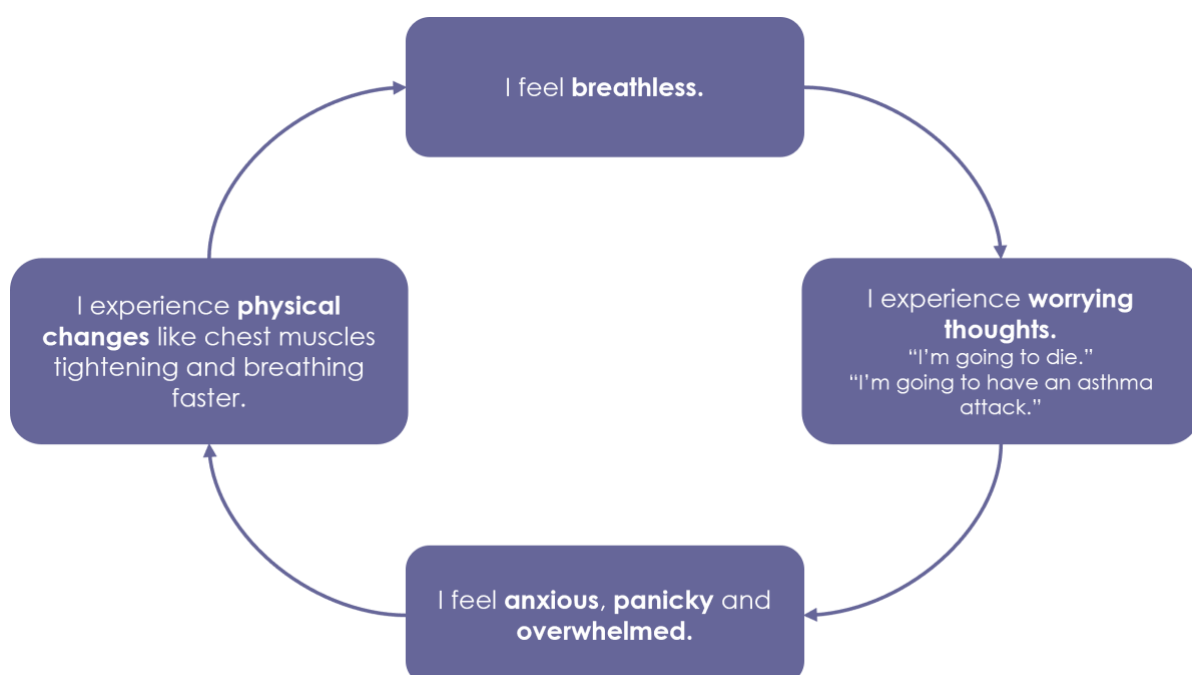 I feel breathless.
I experience physical
changes like chest muscles
tightening and breathing
faster.
I experience worrying
thoughts.
“I’m going to die.”
“I’m going to have an asthma
attack.”
I feel anxious, panicky and
overwhelmed.